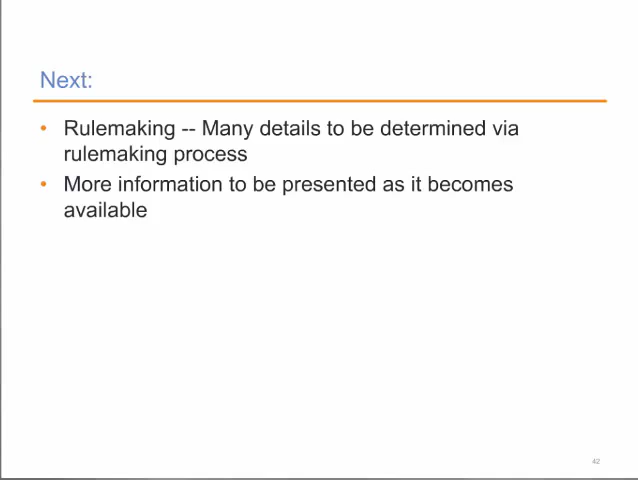 Next:
• Rulemaking -- Many details to be determined via
rulemaking process
• More information to be presented as it becomes
available
42